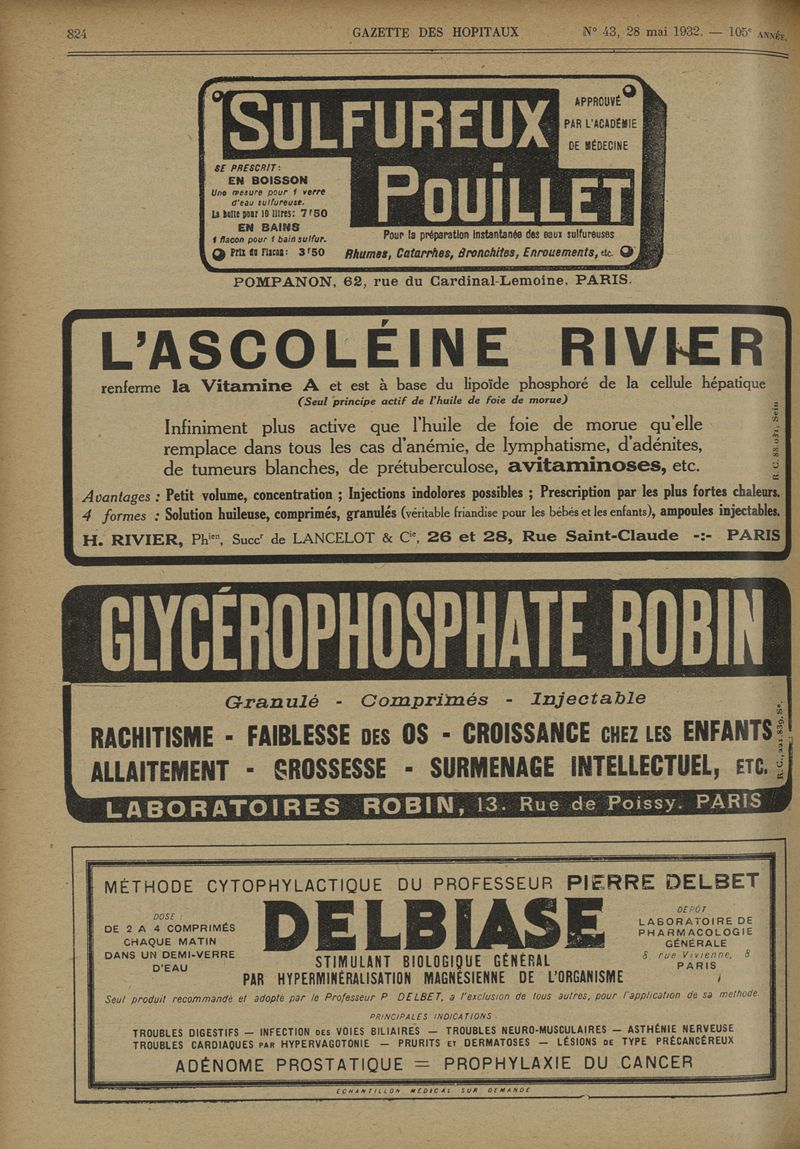 824
GAZETTE DES HOPITAUX
N° 43, 28 mai 1932. — 105e ANNÉE.
SULFUREUX
POUILLET
APPROUVÉ
PAR L'ACADÉMIE
DE MÉDECINE
SE PRESCRIT:
EN BOISSON
Une mesure pour 1 verre
d'eau sulfureuse.
La boîte pour 10 litres: 7f50
EN BAINS
1 flacon pour 1 bain sulfur.
Prix du Flacon: 3f50
Pour la préparation instantanée des eaux sulfureuses
Rhumes, Catarrhes, Bronchites, Enrouements, etc.
POMPANON, 62, rue du Cardinal-Lemoine, PARIS.
L'ASCOLÉINE RIVIER
renferme la Vitamine A et est à base du lipoïde phosphoré de la cellule hépatique
(Seul principe actif de l'huile de foie de morue)
Infiniment plus active que l'huile de foie de morue qu'elle
remplace dans tous les cas d'anémie, de lymphatisme, d'adénites,
de tumeurs blanches, de prétuberculose, avitaminoses, etc.
Avantages : Petit volume, concentration ; Injections indolores possibles ; Prescription par les plus fortes chaleurs.
4 formes : Solution huileuse, comprimés, granulés (véritable friandise pour les bébés et les enfants), ampoules injectables.
H. RIVIER, Phien, Succr de LANCELOT & Cie, 26 et 28, Rue Saint-Claude -:- PARIS
R. C. 88.031, Sein
GLYCÉROPHOSPHATE ROBIN
Granulé - Comprimés - Injectable
RACHITISME - FAIBLESSE DES OS - CROISSANCE CHEZ LES ENFANTS
ALLAITEMENT - GROSSESSE - SURMENAGE INTELLECTUEL, ETC.
R. C., 221.839, Se.
LABORATOIRES ROBIN, 13. Rue de Poissy. PARIS
MÉTHODE CYTOPHYLACTIQUE DU PROFESSEUR PIERRE DELBET
DOSE :
DE 2 A 4 COMPRIMÉS
CHAQUE MATIN
DANS UN DEMI-VERRE
D'EAU
DELBIASE
STIMULANT BIOLOGIQUE GÉNÉRAL
PAR HYPERMINÉRALISATION MAGNÉSIENNE DE L'ORGANISME
DÉPÔT
LABORATOIRE DE
PHARMACOLOGIE
GÉNÉRALE
8 rue Vivienne, 8
PARIS
Seul produit recommandé et adopté par le Professeur P DELBET, a l'exclusion de tous autres, pour l'application de sa méthode.
PRINCIPALES INDICATIONS
TROUBLES DIGESTIFS — INFECTION DES VOIES BILIAIRES — TROUBLES NEURO-MUSCULAIRES — ASTHÉNIE NERVEUSE
TROUBLES CARDIAQUES PAR HYPERVAGOTONIE — PRURITS ET DERMATOSES — LÉSIONS DE TYPE PRÉCANCÉREUX
ADÉNOME PROSTATIQUE = PROPHYLAXIE DU CANCER
ECHANTILLON MÉDICAL SUR DEMANDE